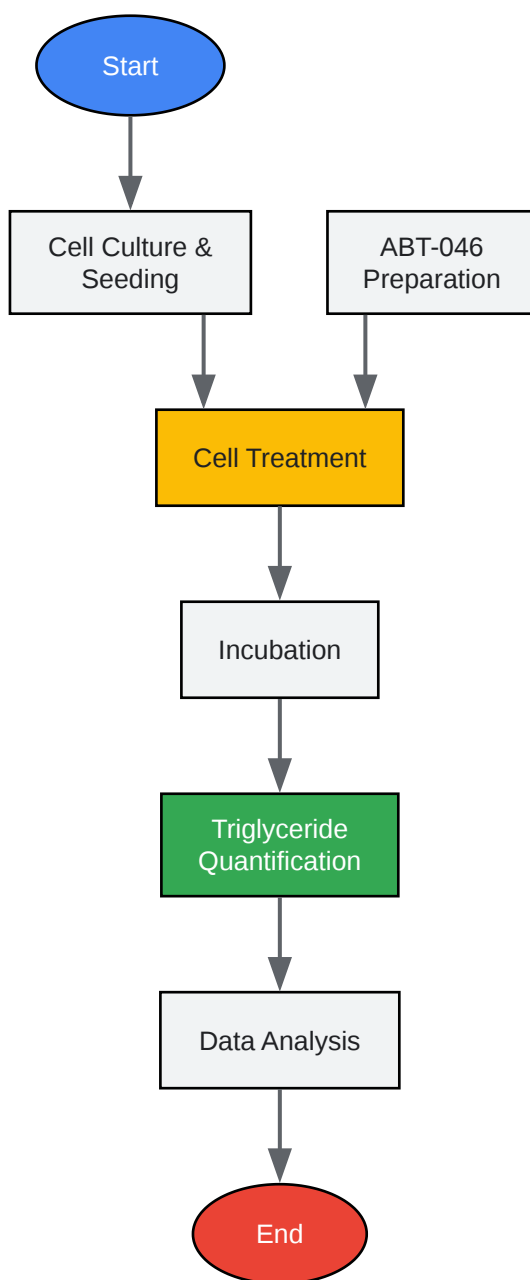 Start
Cell Culture &
Seeding
ABT-046
Preparation
Cell Treatment
Incubation
Triglyceride
Quantification
Data Analysis
End